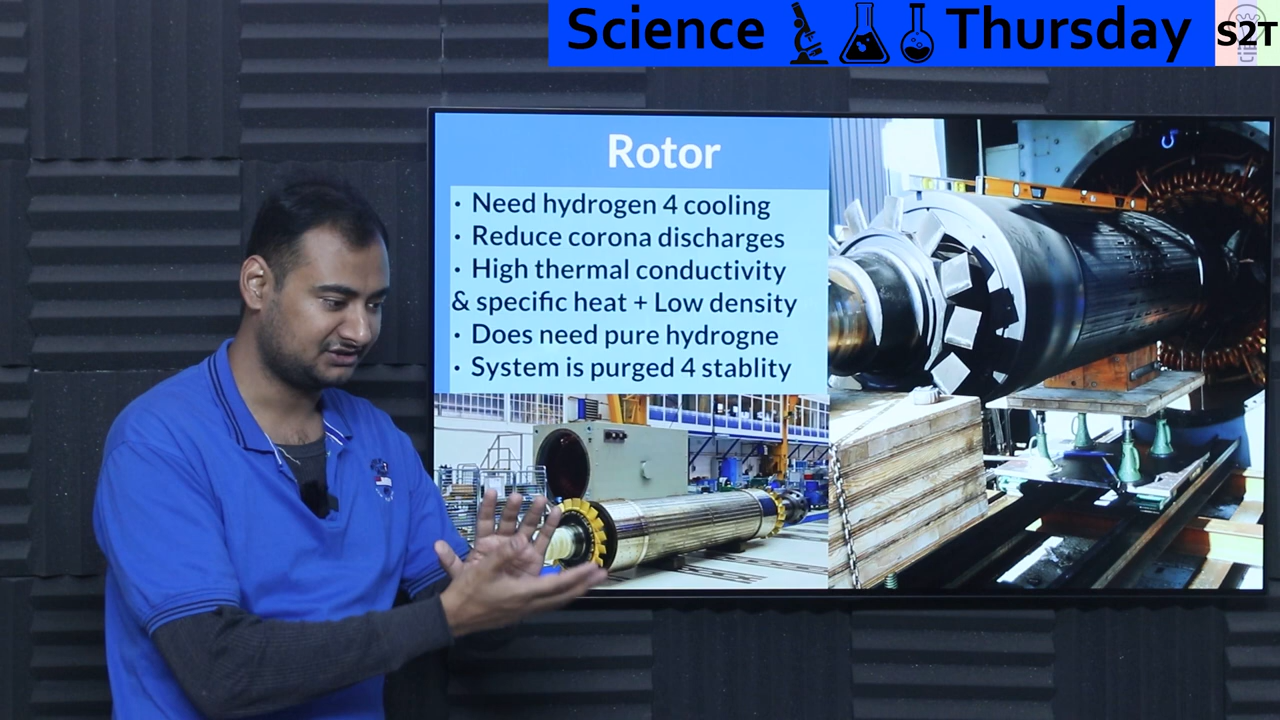 Science Thursday
S2T
Rotor
· Need hydrogen 4 cooling
· Reduce corona discharges
· High thermal conductivity
& specific heat + Low density
· Does need pure hydrogne
· System is purged 4 stablity